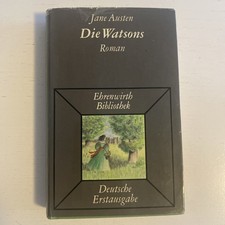 Jane Austen
Die Watsons
Roman
Ehrenwirth
Bibliothek
Deutsche
Erstausgabe